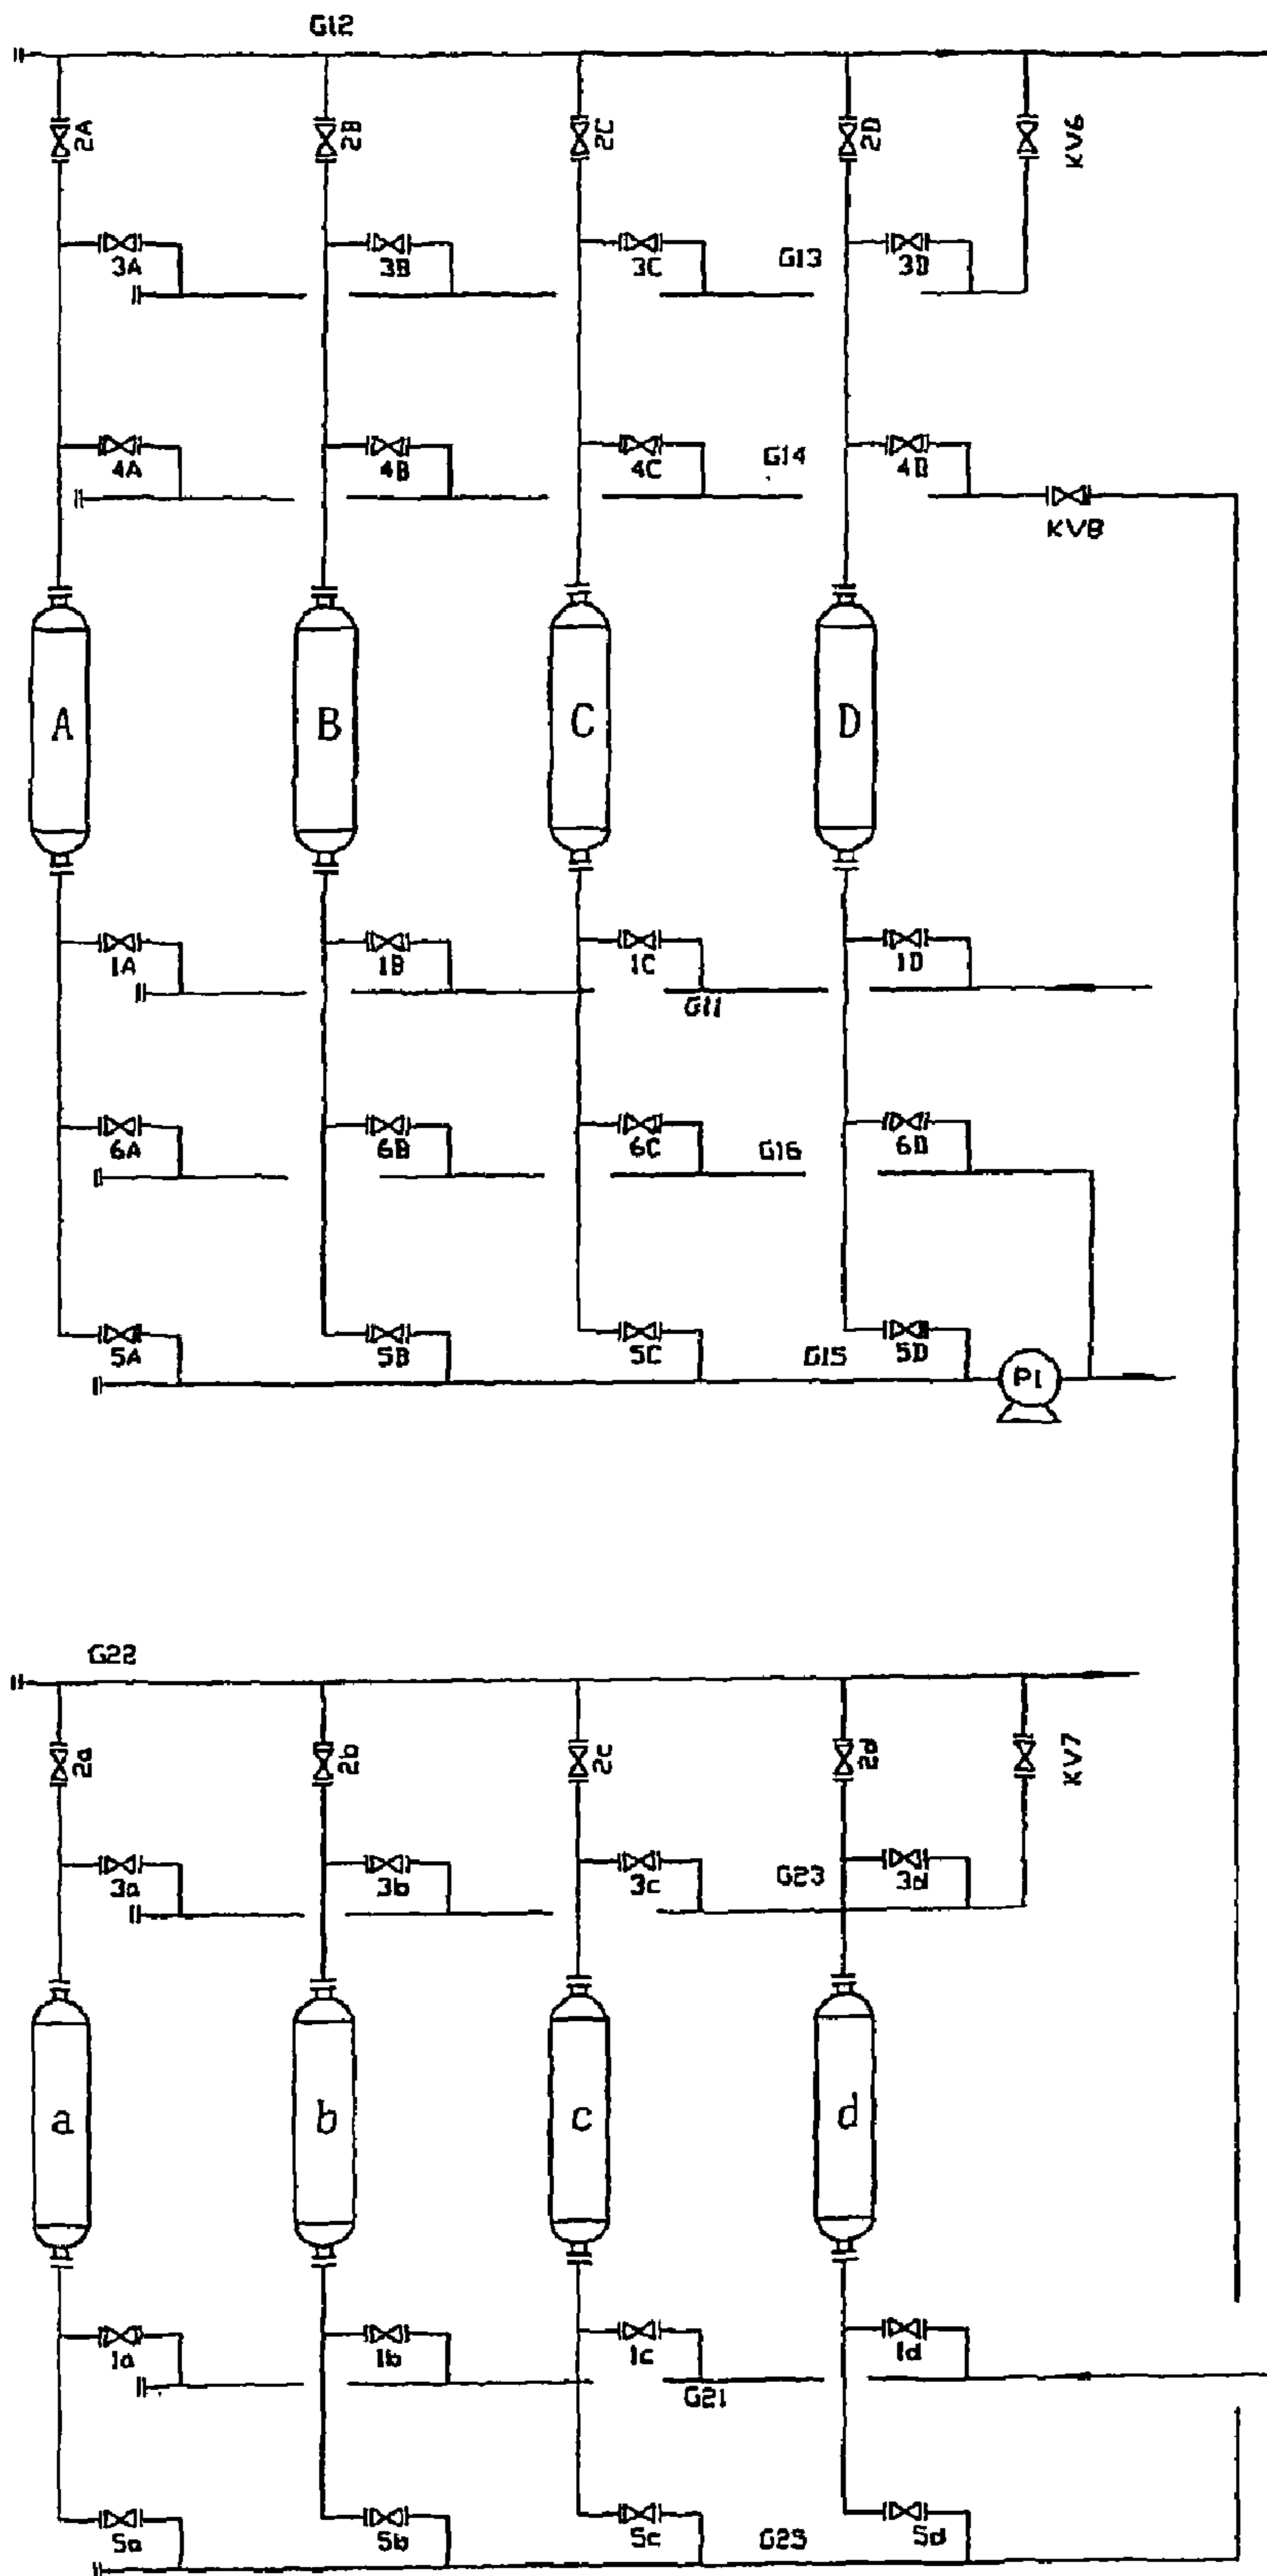 G12
2A 2B 2C 2D KV6
3A 3B 3C G13 3D
4A 4B 4C G14 4D
KV8
A B C D
1A 1B 1C 1D
G11
6A 6B 6C G16 6D
5A 5B 5C G15 5D P1
G22
2a 2b 2c 2d KV7
3a 3b 3c G23 3d
a b c d
1a 1b 1c 1d
G21
5a 5b 5c G25 5d